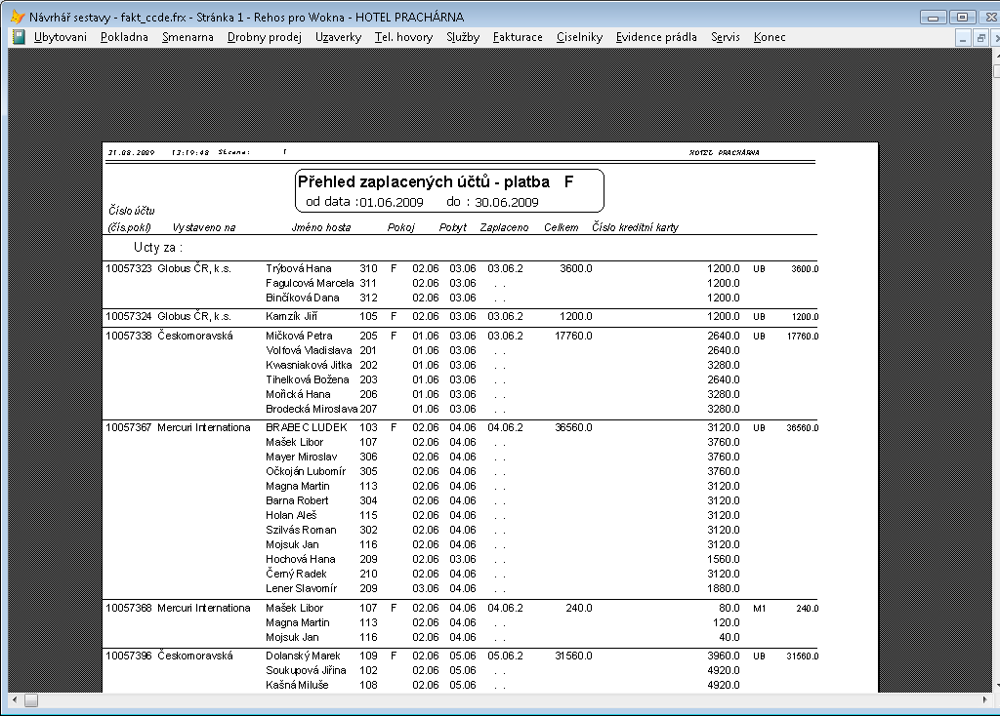 Návrhář sestavy - fakt_ccde.frx - Stránka 1 - Rehos pro Wokna - HOTEL PRACHÁRNA
Ubytovani Pokladna Smenarna Drobny prodej Uzaverky Tel. hovory Služby Fakturace Ciselniky Evidence prádla Servis Konec
31.08.2009 13:19:48 Strana: 1 HOTEL PRACHÁRNA
Přehled zaplacených účtů - platba F
od data :01.06.2009 do : 30.06.2009
Číslo účtu
(čís.pokl) Vystaveno na Jméno hosta Pokoj Pobyt Zaplaceno Celkem Číslo kreditní karty
Ucty za :
10057323 Globus ČR, k.s. Trýbová Hana 310 F 02.06 03.06 03.06.2 3600.0 1200.0 UB 3600.0
Fagulcová Marcela 311 02.06 03.06 . . 1200.0
Binčíková Dana 312 02.06 03.06 . . 1200.0
10057324 Globus ČR, k.s. Kamzík Jiří 105 F 02.06 03.06 03.06.2 1200.0 1200.0 UB 1200.0
10057338 Českomoravská Mičková Petra 205 F 01.06 03.06 03.06.2 17760.0 2640.0 UB 17760.0
Volfová Vladislava 201 01.06 03.06 . . 2640.0
Kwasniaková Jitka 202 01.06 03.06 . . 3280.0
Tihelková Božena 203 01.06 03.06 . . 2640.0
Mořická Hana 206 01.06 03.06 . . 3280.0
Brodecká Miroslava 207 01.06 03.06 . . 3280.0
10057367 Mercuri Internationa BRABEC LUDEK 103 F 02.06 04.06 04.06.2 36560.0 3120.0 UB 36560.0
Mašek Libor 107 02.06 04.06 . . 3760.0
Mayer Miroslav 306 02.06 04.06 . . 3760.0
Očkoján Lubomír 305 02.06 04.06 . . 3760.0
Magna Martin 113 02.06 04.06 . . 3120.0
Barna Robert 304 02.06 04.06 . . 3120.0
Holan Aleš 115 02.06 04.06 . . 3120.0
Szilvás Roman 302 02.06 04.06 . . 3120.0
Mojsuk Jan 116 02.06 04.06 . . 3120.0
Hochová Hana 209 02.06 03.06 . . 1560.0
Černý Radek 210 02.06 04.06 . . 3120.0
Lener Slavomír 209 03.06 04.06 . . 1880.0
10057368 Mercuri Internationa Mašek Libor 107 F 02.06 04.06 04.06.2 240.0 80.0 M1 240.0
Magna Martin 113 02.06 04.06 . . 120.0
Mojsuk Jan 116 02.06 04.06 . . 40.0
10057396 Českomoravská Dolanský Marek 109 F 02.06 05.06 05.06.2 31560.0 3960.0 UB 31560.0
Soukupová Jiřina 102 02.06 05.06 . . 4920.0
Kašná Miluše 108 02.06 05.06 . . 4920.0